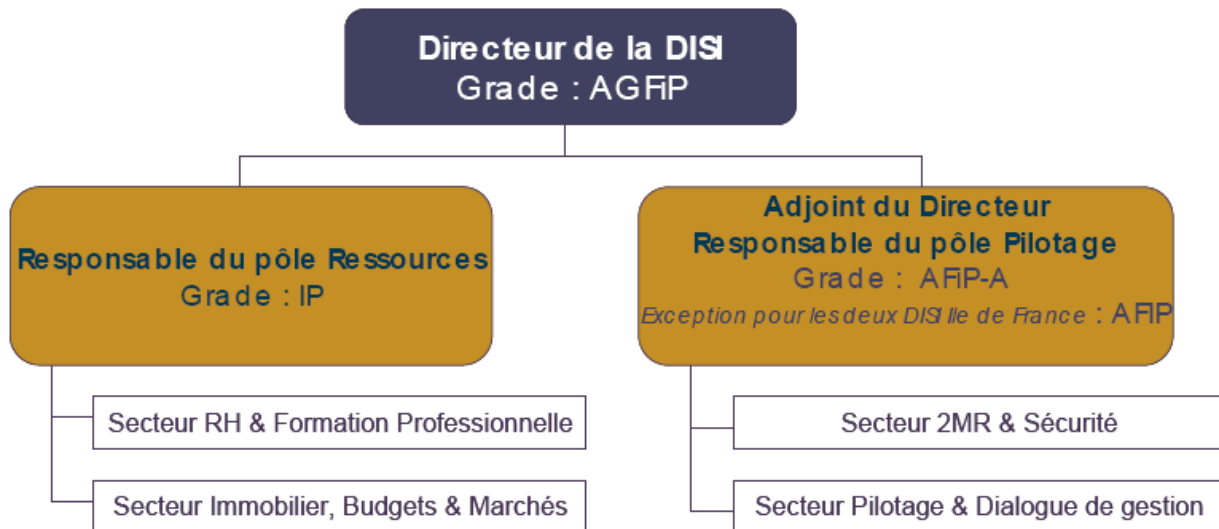 Directeur de la DISI
Grade : AGFiP
Responsable du pôle Ressources
Grade : IP
Adjoint du Directeur
Responsable du pôle Pilotage
Grade : AFiP-A
Exception pour les deux DISI Ile de France : AFIP
Secteur RH & Formation Professionnelle
Secteur Immobilier, Budgets & Marchés
Secteur 2MR & Sécurité
Secteur Pilotage & Dialogue de gestion